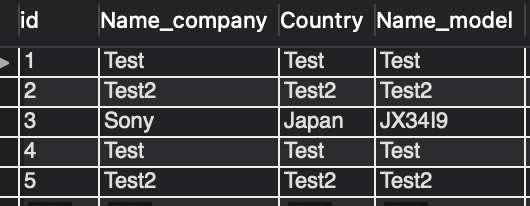 id Name_company Country Name_model
1 Test Test Test
2 Test2 Test2 Test2
3 Sony Japan JX34I9
4 Test Test Test
5 Test2 Test2 Test2